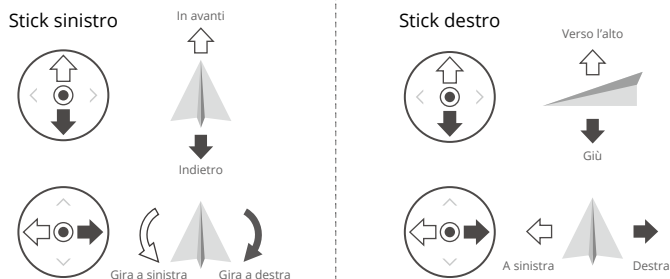 Stick sinistro
In avanti
Indietro
Gira a sinistra
Gira a destra
Stick destro
Verso l'alto
Giù
A sinistra
Destra